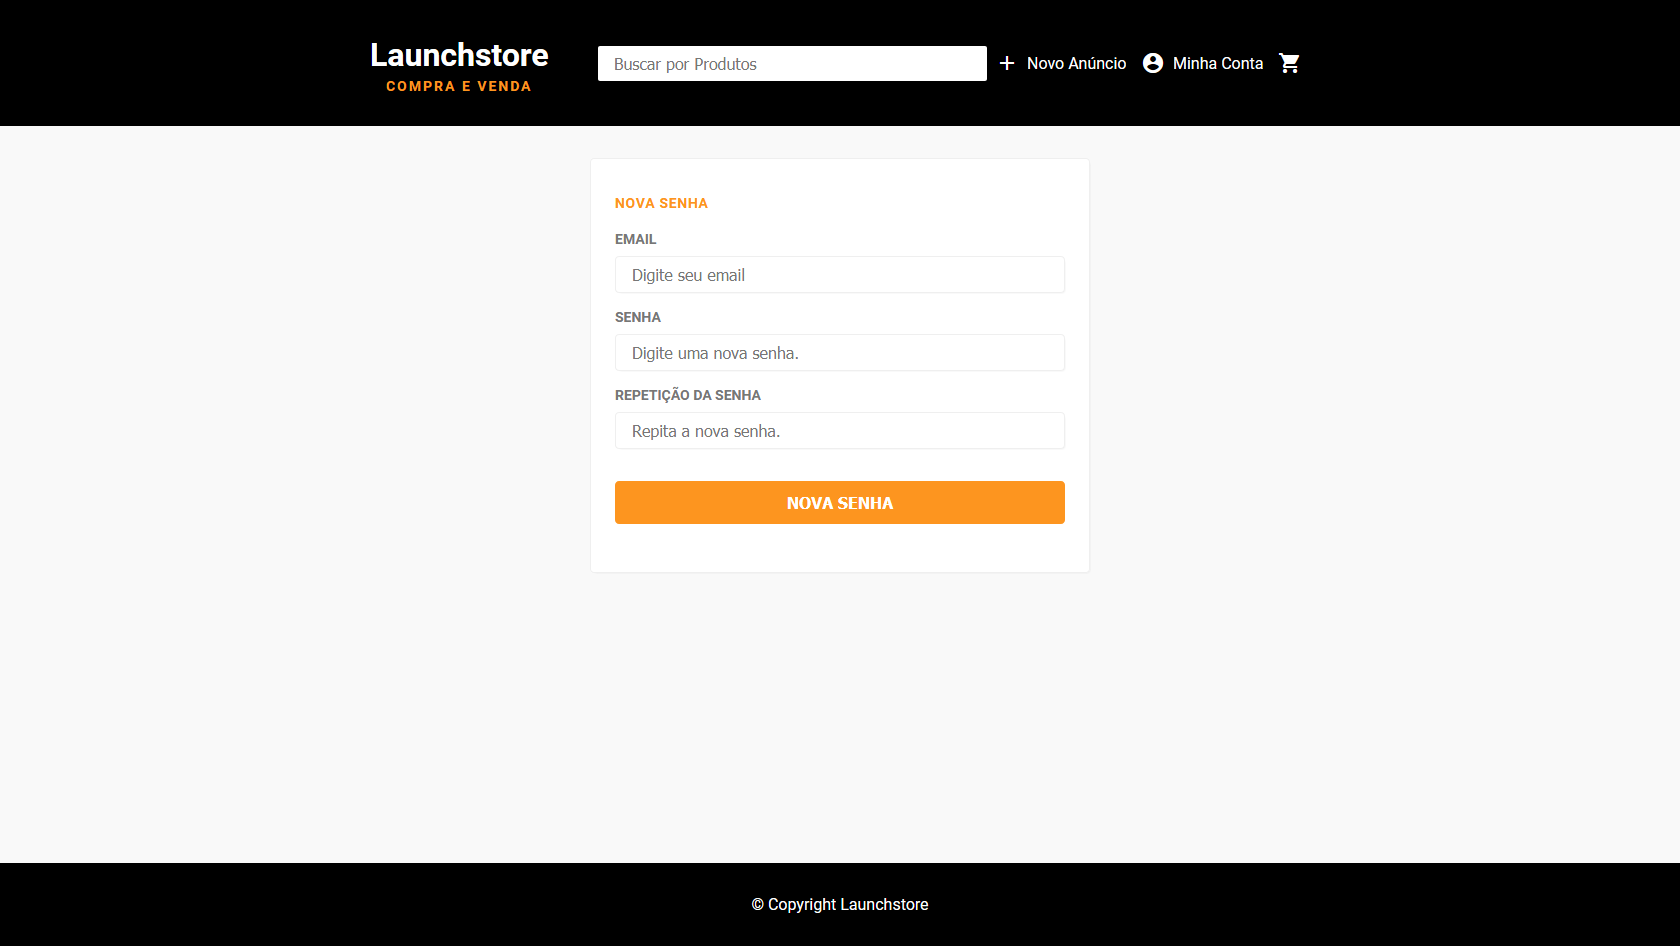 Launchstore
COMPRA E VENDA
Buscar por Produtos
Novo Anúncio
Minha Conta
NOVA SENHA
EMAIL
Digite seu email
SENHA
Digite uma nova senha.
REPETIÇÃO DA SENHA
Repita a nova senha.
NOVA SENHA
© Copyright Launchstore